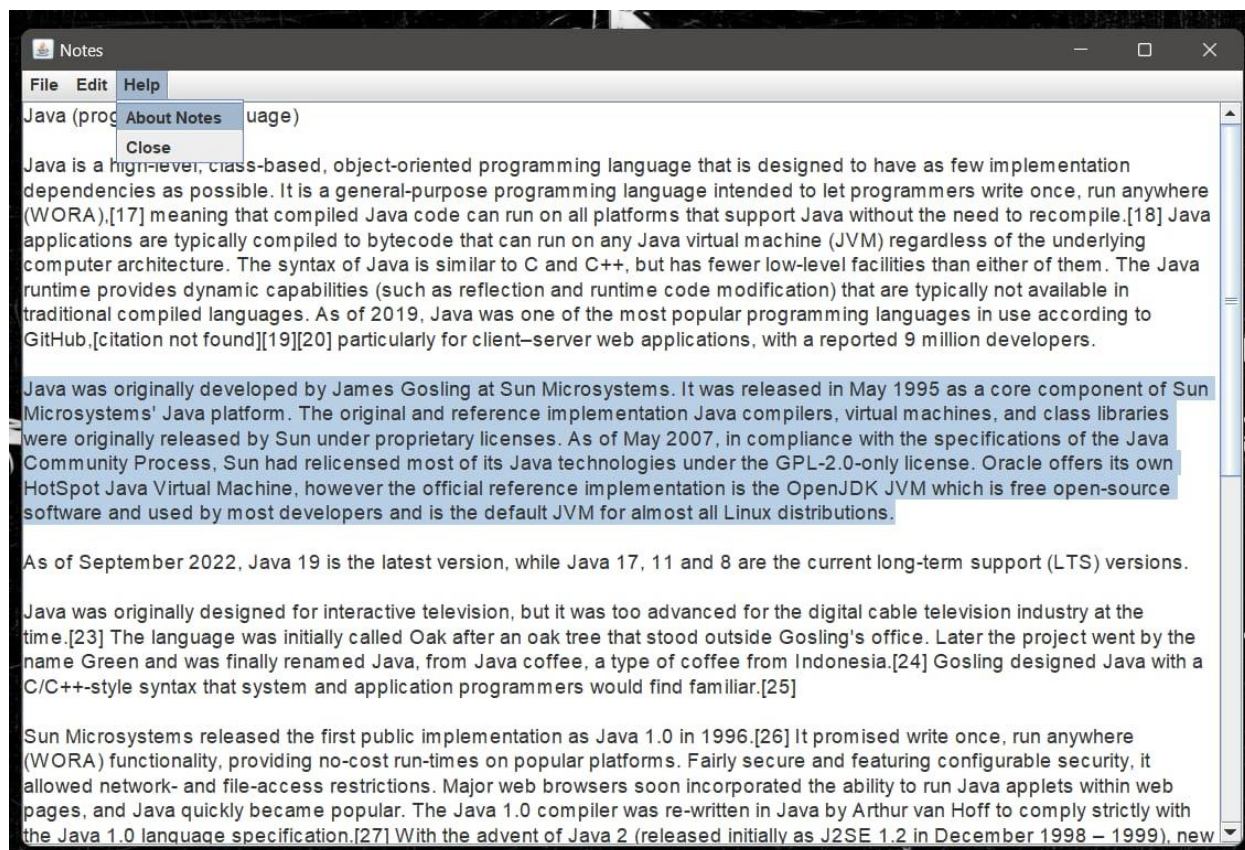 Notes
File Edit Help
About Notes
Close
Java (prog uage)
Java is a high-level, class-based, object-oriented programming language that is designed to have as few implementation
dependencies as possible. It is a general-purpose programming language intended to let programmers write once, run anywhere
(WORA),[17] meaning that compiled Java code can run on all platforms that support Java without the need to recompile.[18] Java
applications are typically compiled to bytecode that can run on any Java virtual machine (JVM) regardless of the underlying
computer architecture. The syntax of Java is similar to C and C++, but has fewer low-level facilities than either of them. The Java
runtime provides dynamic capabilities (such as reflection and runtime code modification) that are typically not available in
traditional compiled languages. As of 2019, Java was one of the most popular programming languages in use according to
GitHub,[citation not found][19][20] particularly for client–server web applications, with a reported 9 million developers.
Java was originally developed by James Gosling at Sun Microsystems. It was released in May 1995 as a core component of Sun
Microsystems' Java platform. The original and reference implementation Java compilers, virtual machines, and class libraries
were originally released by Sun under proprietary licenses. As of May 2007, in compliance with the specifications of the Java
Community Process, Sun had relicensed most of its Java technologies under the GPL-2.0-only license. Oracle offers its own
HotSpot Java Virtual Machine, however the official reference implementation is the OpenJDK JVM which is free open-source
software and used by most developers and is the default JVM for almost all Linux distributions.
As of September 2022, Java 19 is the latest version, while Java 17, 11 and 8 are the current long-term support (LTS) versions.
Java was originally designed for interactive television, but it was too advanced for the digital cable television industry at the
time.[23] The language was initially called Oak after an oak tree that stood outside Gosling's office. Later the project went by the
name Green and was finally renamed Java, from Java coffee, a type of coffee from Indonesia.[24] Gosling designed Java with a
C/C++-style syntax that system and application programmers would find familiar.[25]
Sun Microsystems released the first public implementation as Java 1.0 in 1996.[26] It promised write once, run anywhere
(WORA) functionality, providing no-cost run-times on popular platforms. Fairly secure and featuring configurable security, it
allowed network- and file-access restrictions. Major web browsers soon incorporated the ability to run Java applets within web
pages, and Java quickly became popular. The Java 1.0 compiler was re-written in Java by Arthur van Hoff to comply strictly with
the Java 1.0 language specification.[27] With the advent of Java 2 (released initially as J2SE 1.2 in December 1998 – 1999), new